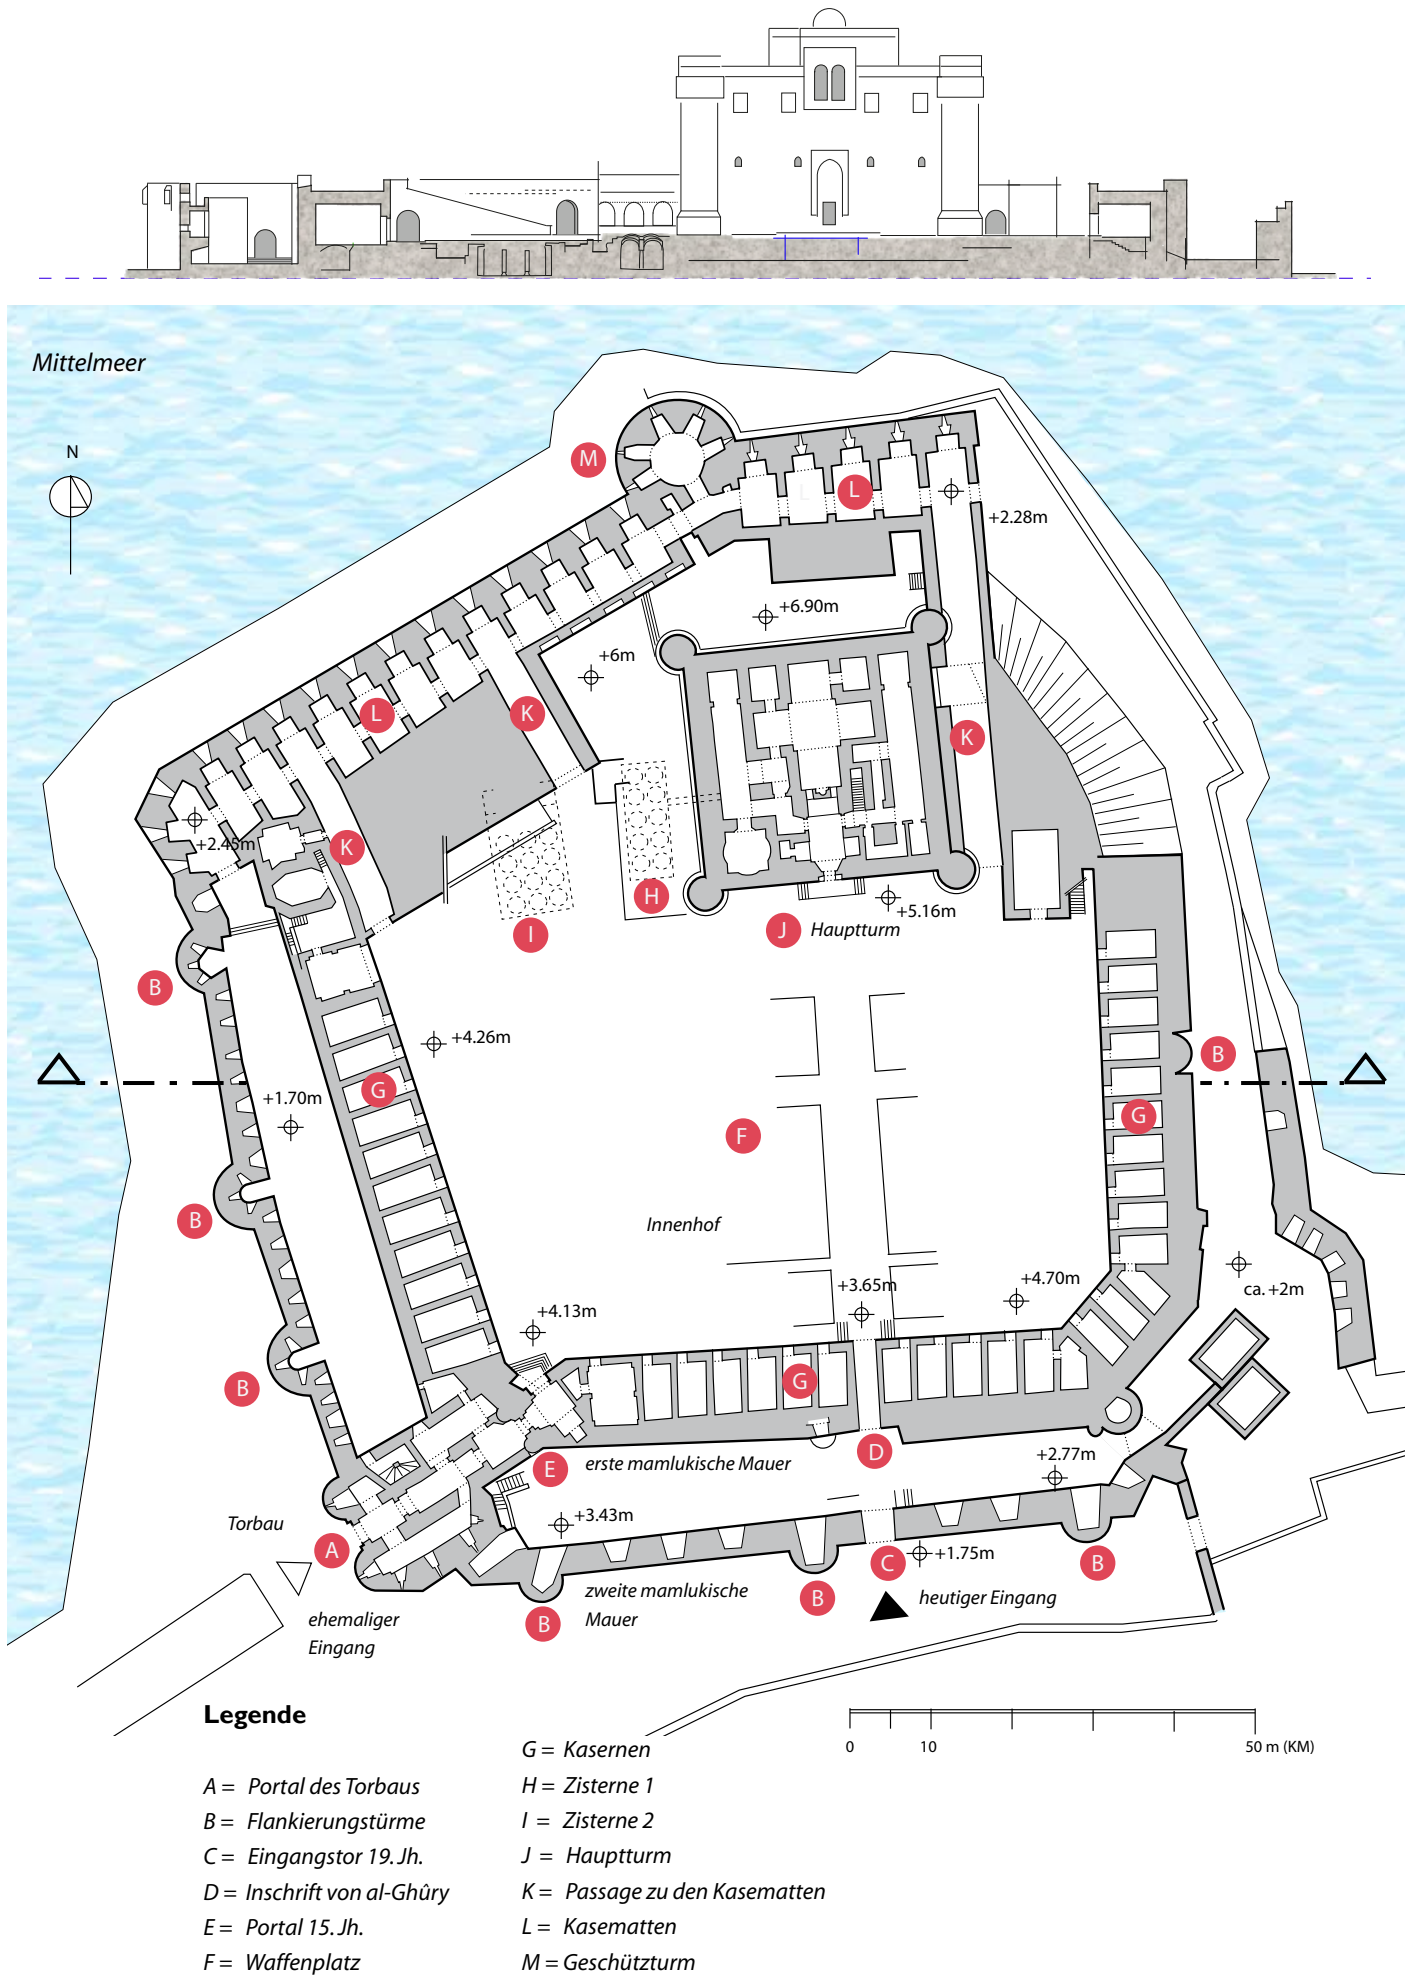 Mittelmeer
N
M
L
L
+2.28m
+6.90m
+6m
L
K
K
+2.45m
K
H
I
J Hauptturm
+5.16m
B
+4.26m
B
G
+1.70m
G
F
B
Innenhof
ca. +2m
+3.65m
+4.70m
+4.13m
B
G
D
E
erste mamlukische Mauer
+2.77m
+3.43m
Torbau
A
+1.75m
C
B
zweite mamlukische
Mauer
B
B
heutiger Eingang
ehemaliger
Eingang
Legende
0 10 50 m (KM)
A = Portal des Torbaus
B = Flankierungstürme
C = Eingangstor 19. Jh.
D = Inschrift von al-Ghûry
E = Portal 15. Jh.
F = Waffenplatz
G = Kasernen
H = Zisterne 1
I = Zisterne 2
J = Hauptturm
K = Passage zu den Kasematten
L = Kasematten
M = Geschützturm